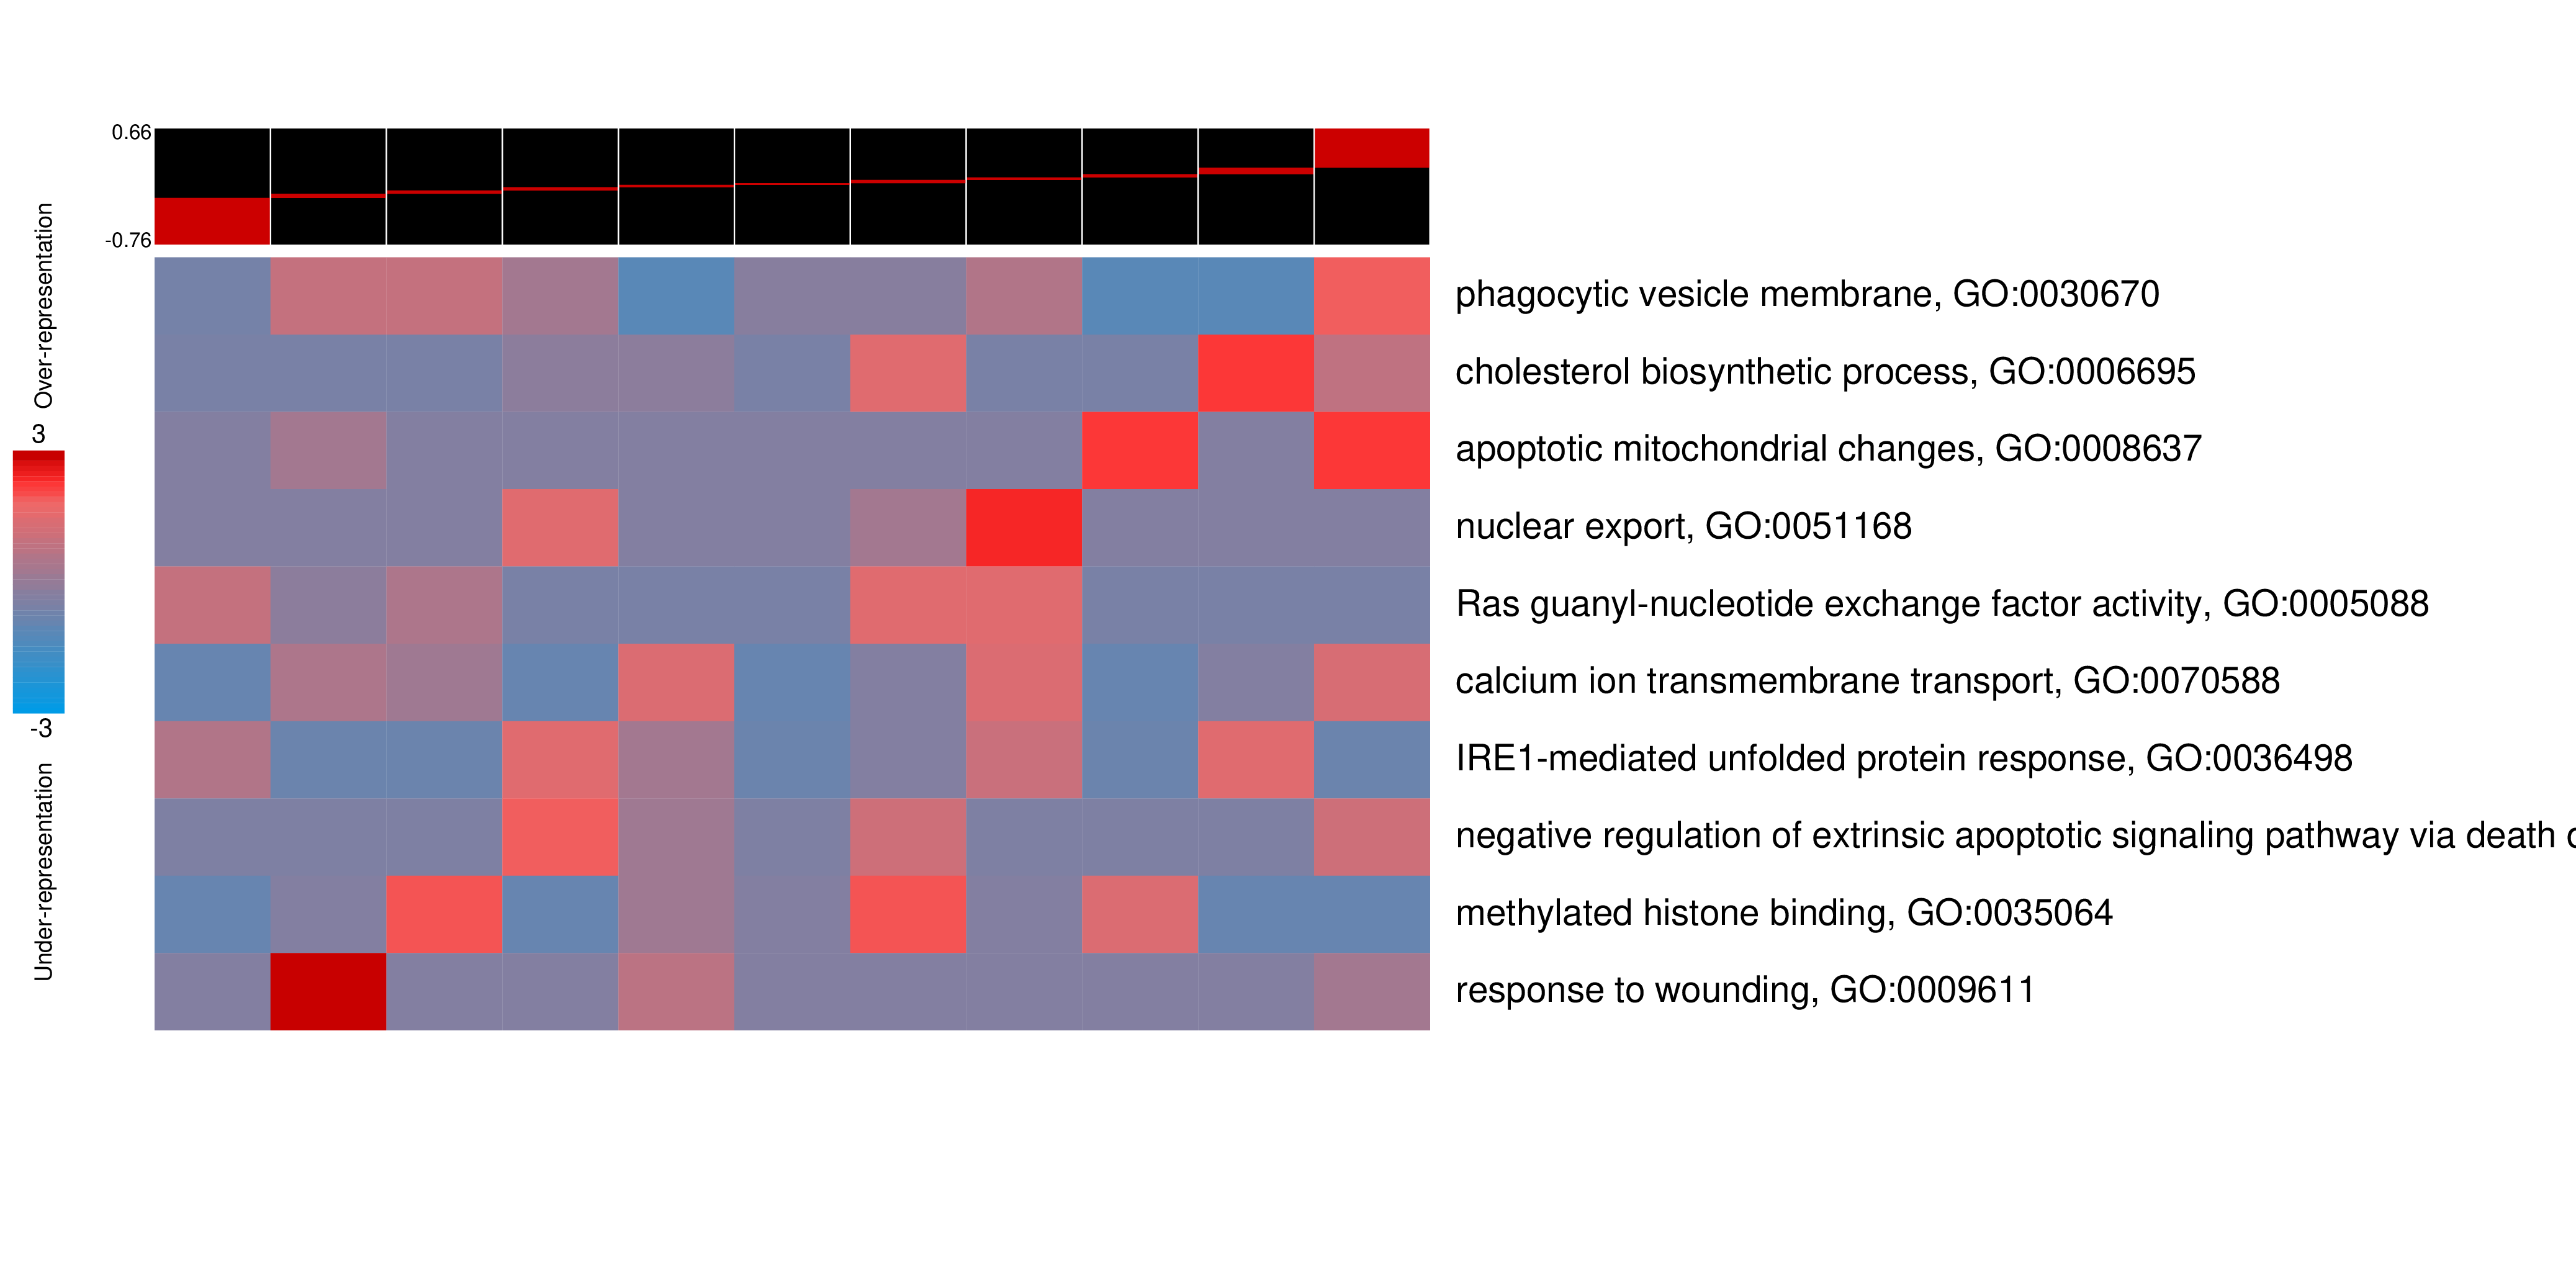 0.66
-0.76
Over-representation
3
-3
Under-representation
phagocytic vesicle membrane, GO:0030670
cholesterol biosynthetic process, GO:0006695
apoptotic mitochondrial changes, GO:0008637
nuclear export, GO:0051168
Ras guanyl-nucleotide exchange factor activity, GO:0005088
calcium ion transmembrane transport, GO:0070588
IRE1-mediated unfolded protein response, GO:0036498
negative regulation of extrinsic apoptotic signaling pathway via death
methylated histone binding, GO:0035064
response to wounding, GO:0009611